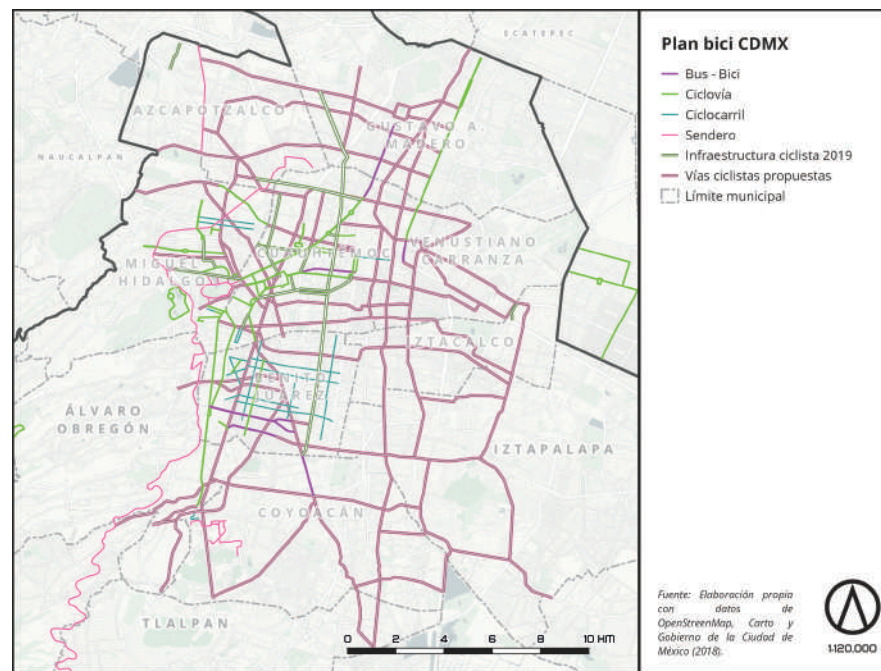 ECATEPEC
AZCAPOTZALCO
GUSTAVO A.
MADERO
NAUCALPAN
VENUSTIANO
CARRANZA
CUAUHTÉMOC
MIGUEL
HIDALGO
IZTACALCO
BENITO
JUÁREZ
ÁLVARO
OBREGÓN
IZTAPALAPA
COYOACÁN
TLALPAN
0 2 4 6 8 10 KM
Plan bici CDMX
Bus - Bici
Ciclovía
Ciclocarril
Sendero
Infraestructura ciclista 2019
Vías ciclistas propuestas
Límite municipal
Fuente: Elaboración propia
con datos de
OpenStreenMap, Carto y
Gobierno de la Ciudad de
México (2018).
1:120,000